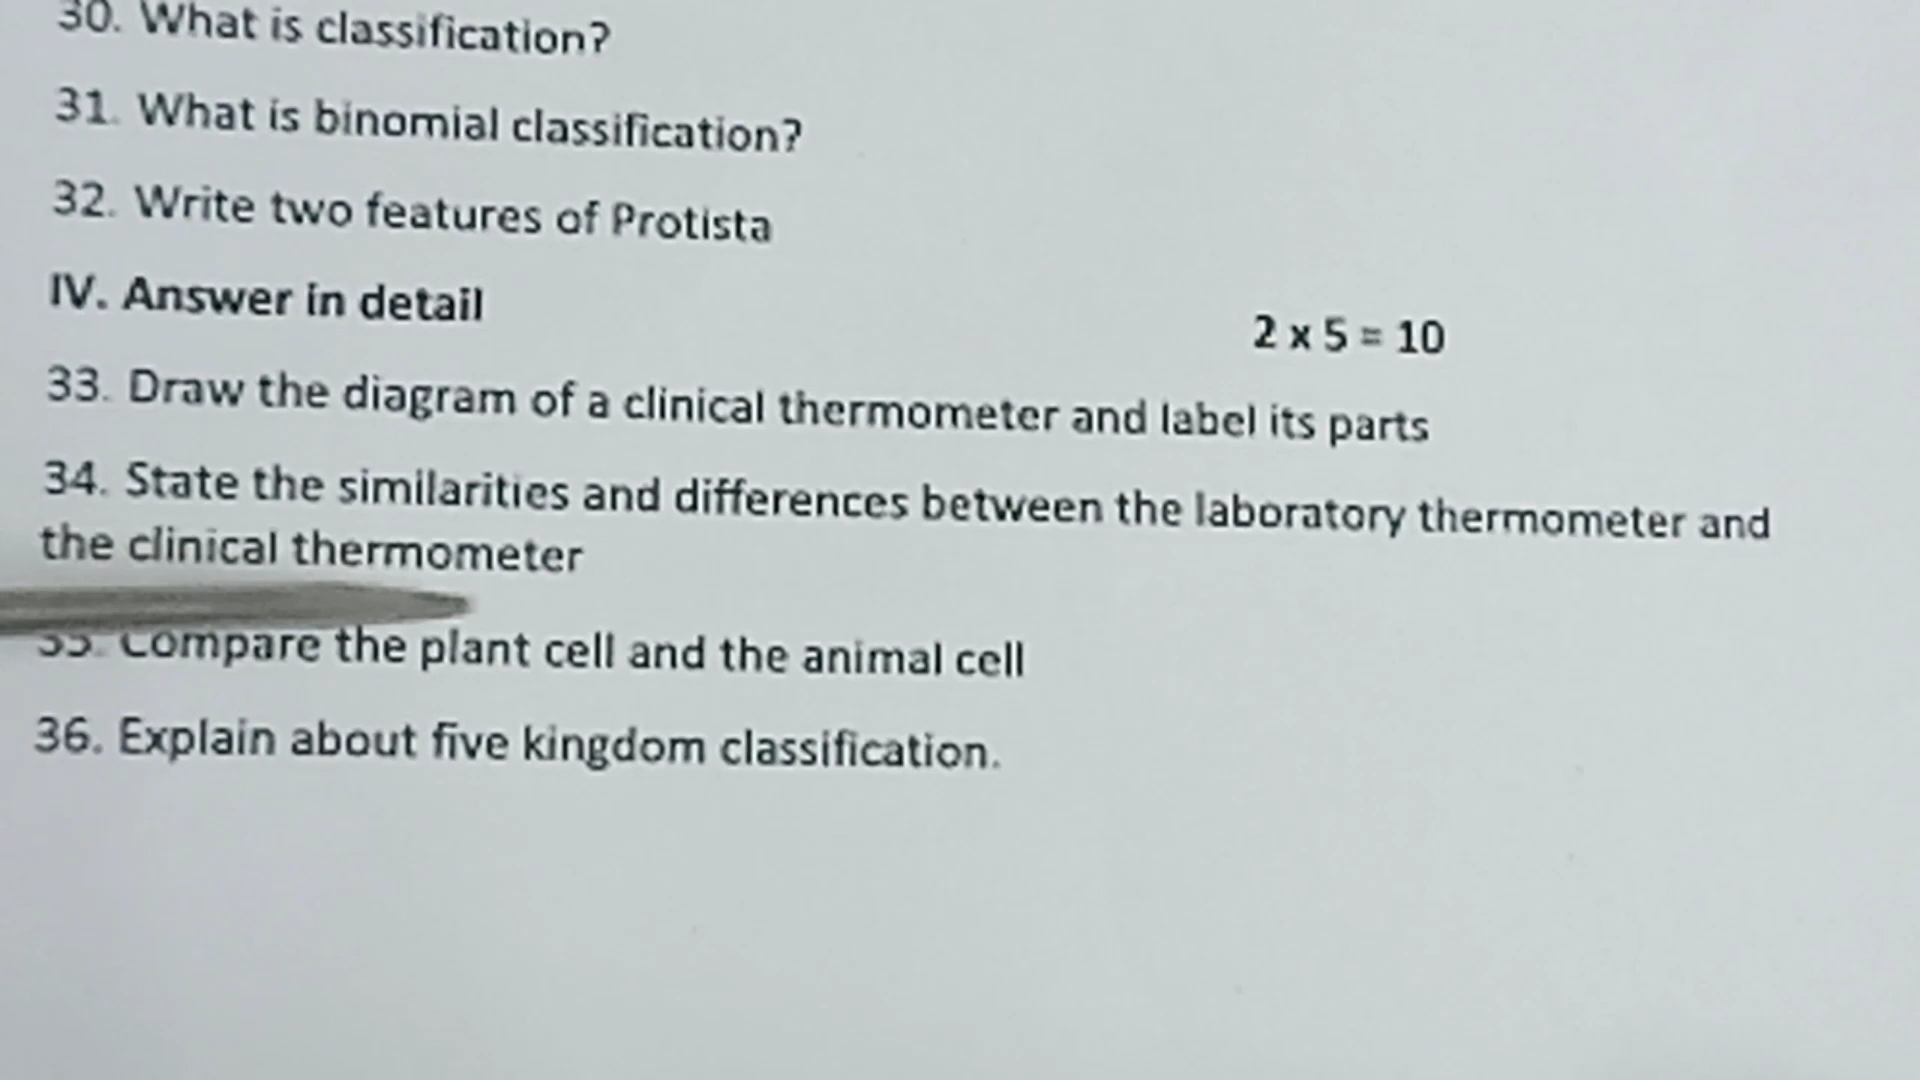 30. What is classification?
31. What is binomial classification?
32. Write two features of Protista
IV. Answer in detail
2 x 5 = 10
33. Draw the diagram of a clinical thermometer and label its parts
34. State the similarities and differences between the laboratory thermometer and
the clinical thermometer
35. Compare the plant cell and the animal cell
36. Explain about five kingdom classification.